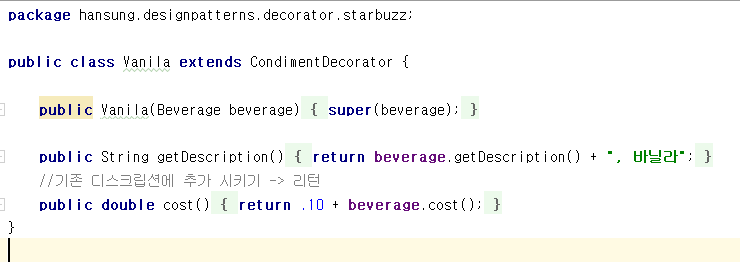 package hansung.designpatterns.decorator.starbuzz;
public class Vanila extends CondimentDecorator {
public Vanila(Beverage beverage) { super(beverage); }
public String getDescription() { return beverage.getDescription() + ", 바닐라"; }
//기존 디스크립션에 추가 시키기 -> 리턴
public double cost() { return .10 + beverage.cost(); }
}